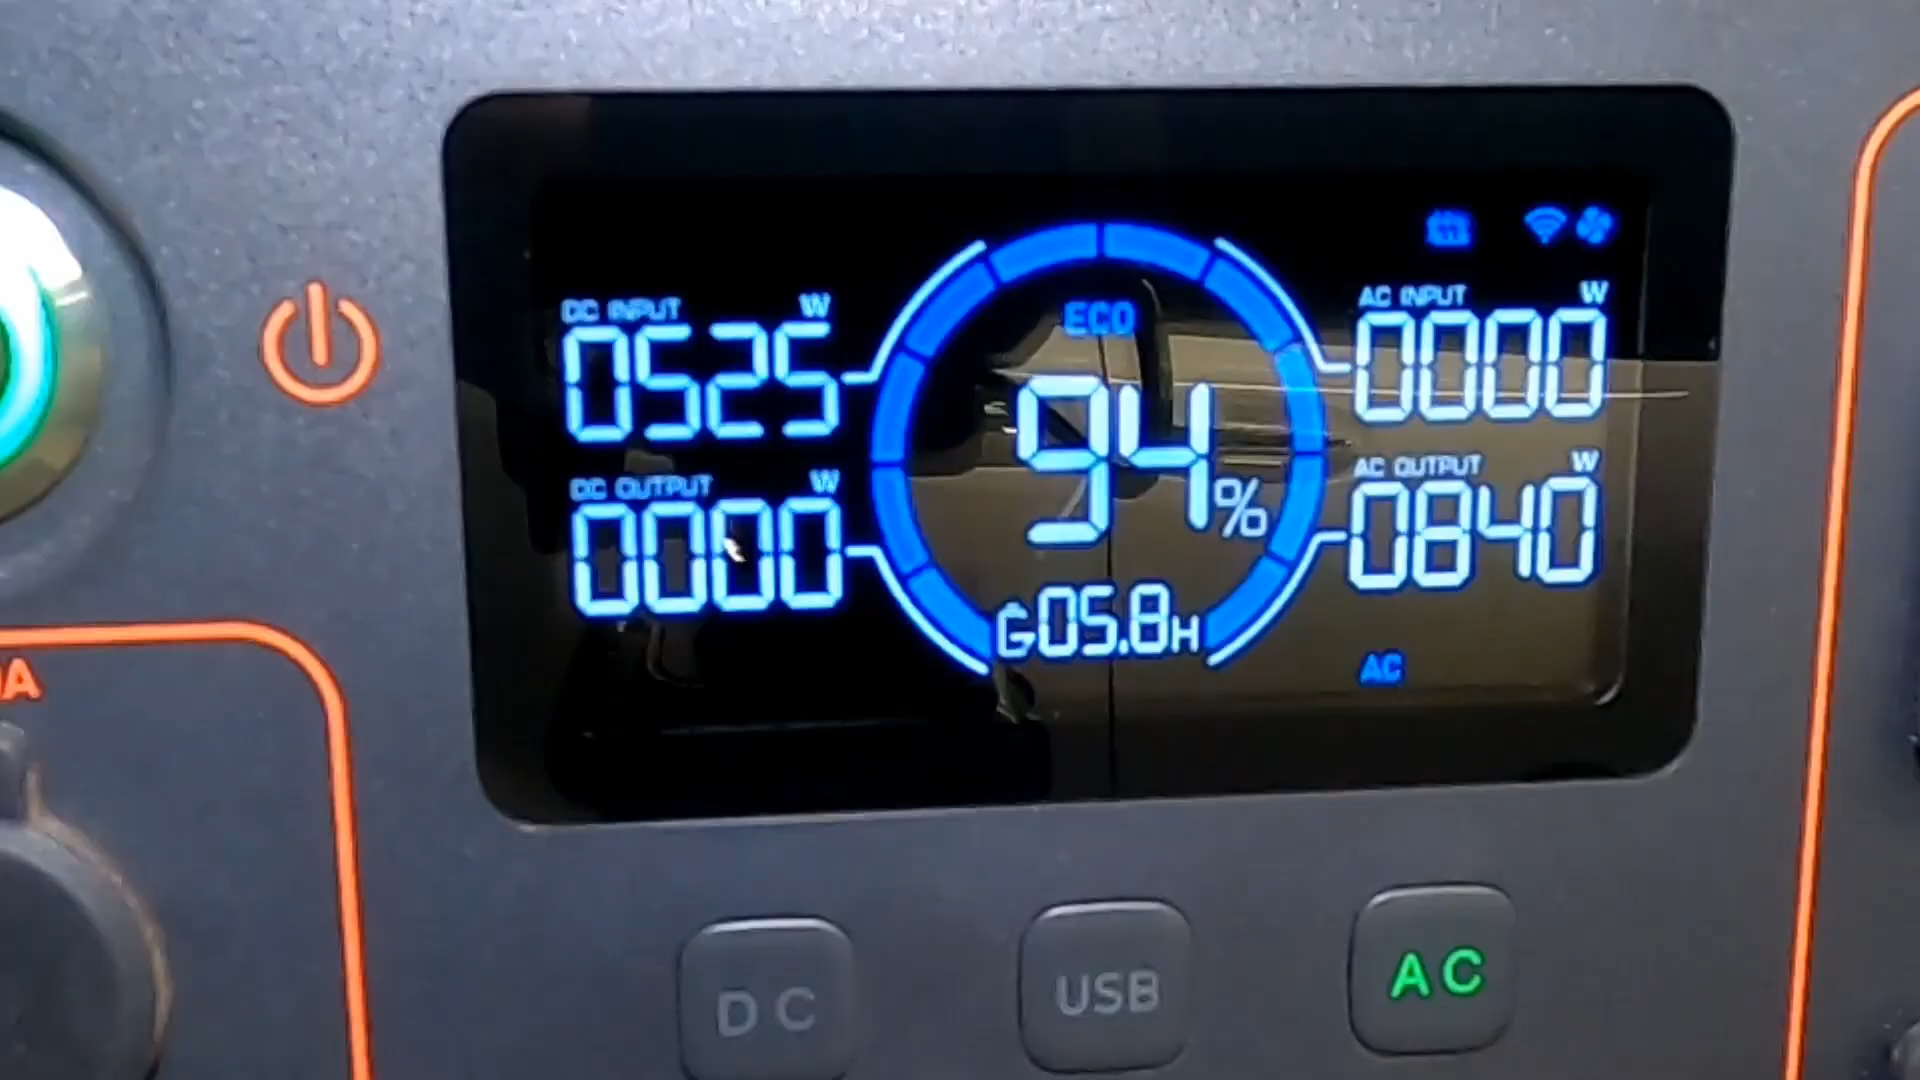 DC INPUT W
0525
DC OUTPUT W
0000
ECO
94%
05.8H
AC INPUT W
0000
AC OUTPUT W
0840
AC
A
DC
USB
AC